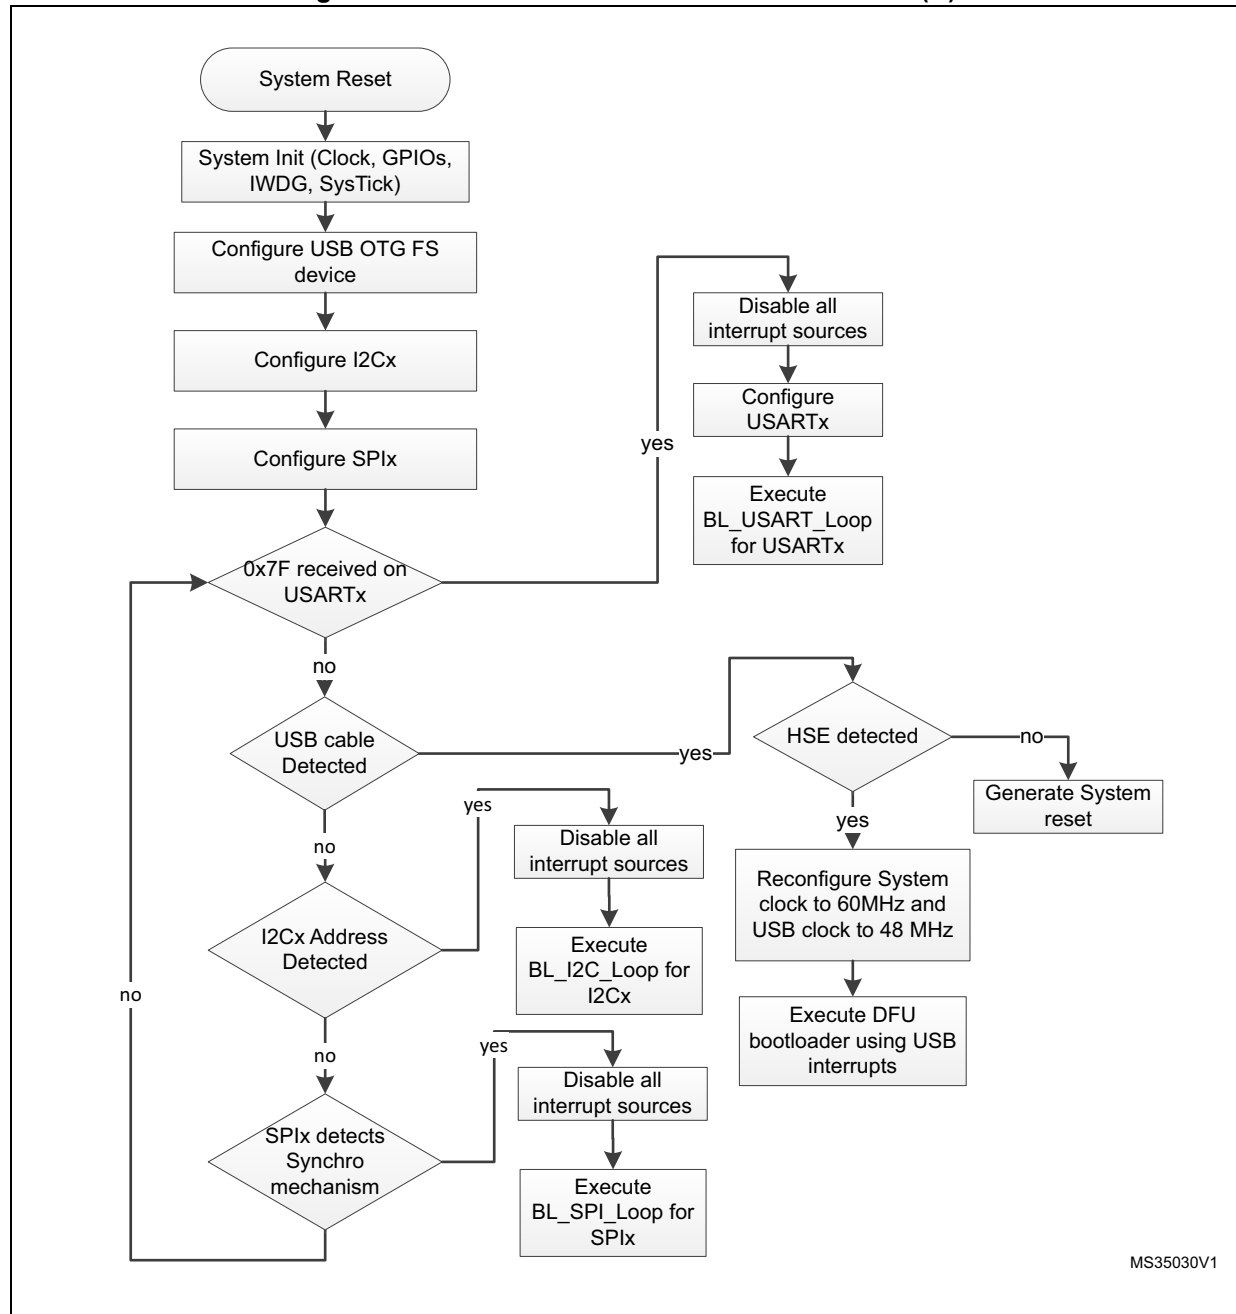 System Reset
System Init (Clock, GPIOs,
IWDG, SysTick)
Configure USB OTG FS
device
Configure I2Cx
Configure SPIx
0x7F received on
USARTx
yes
Disable all
interrupt sources
Configure
USARTx
Execute
BL_USART_Loop
for USARTx
no
USB cable
Detected
yes
HSE detected
no
Generate System
reset
yes
Reconfigure System
clock to 60MHz and
USB clock to 48 MHz
Execute DFU
bootloader using USB
interrupts
no
I2Cx Address
Detected
yes
Disable all
interrupt sources
Execute
BL_I2C_Loop for
I2Cx
no
SPIx detects
Synchro
mechanism
yes
Disable all
interrupt sources
Execute
BL_SPI_Loop for
SPIx
no
MS35030V1